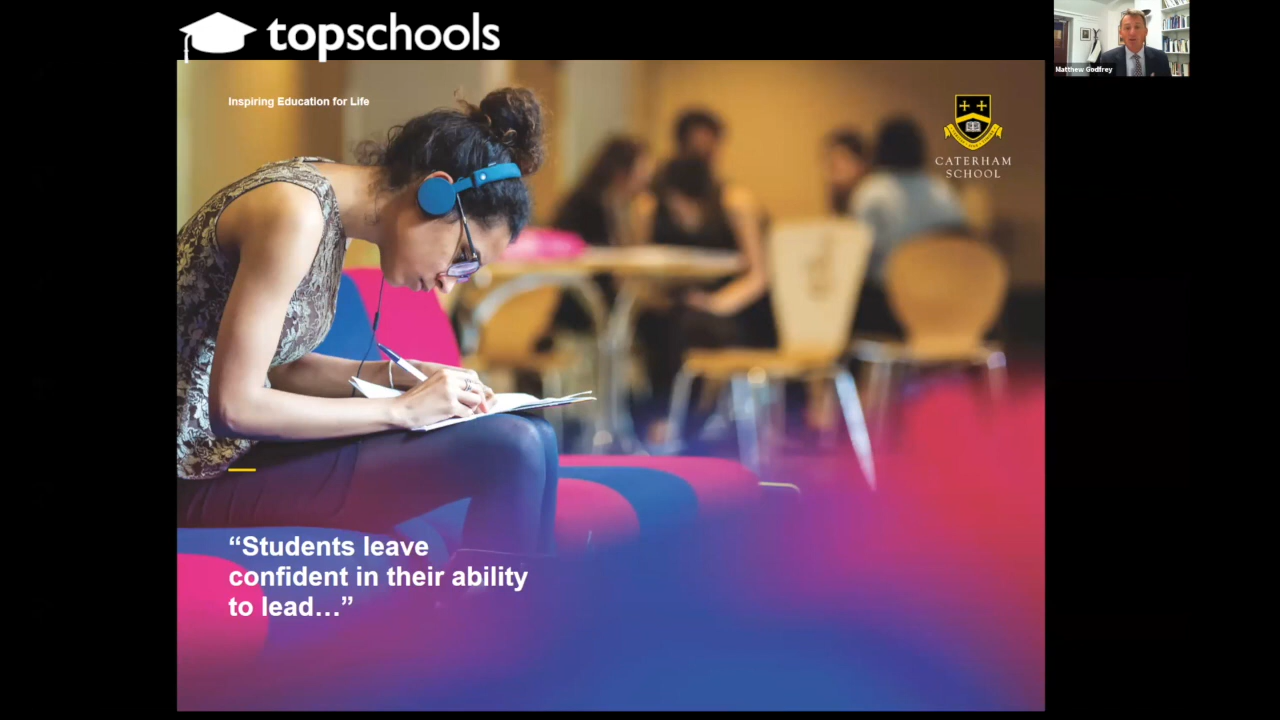 topschools
Matthew Godfrey
Inspiring Education for Life
CATERHAM
SCHOOL
“Students leave
confident in their ability
to lead…”